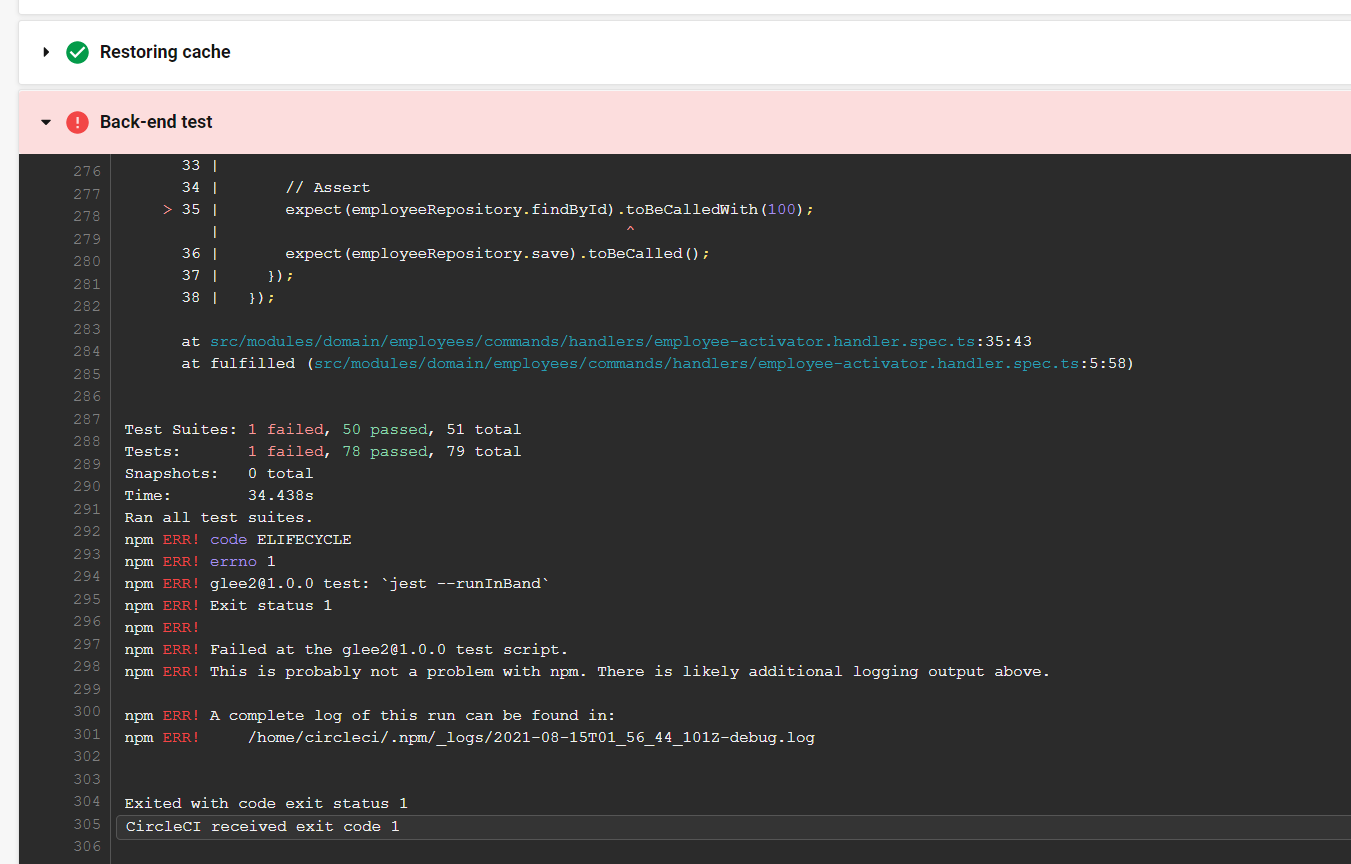 Restoring cache
! Back-end test
276 33 |
277 34 | // Assert
278 > 35 | expect(employeeRepository.findById).toBeCalledWith(100);
279 | ^
280 36 | expect(employeeRepository.save).toBeCalled();
281 37 | });
282 38 | });
283
284 at src/modules/domain/employees/commands/handlers/employee-activator.handler.spec.ts:35:43
285 at fulfilled (src/modules/domain/employees/commands/handlers/employee-activator.handler.spec.ts:5:58)
286
287
288 Test Suites: 1 failed, 50 passed, 51 total
289 Tests: 1 failed, 78 passed, 79 total
290 Snapshots: 0 total
291 Time: 34.438s
292 Ran all test suites.
293 npm ERR! code ELIFECYCLE
294 npm ERR! errno 1
295 npm ERR! glee2@1.0.0 test: `jest --runInBand`
296 npm ERR! Exit status 1
297 npm ERR!
298 npm ERR! Failed at the glee2@1.0.0 test script.
299 npm ERR! This is probably not a problem with npm. There is likely additional logging output above.
300
301 npm ERR! A complete log of this run can be found in:
302 npm ERR! /home/circleci/.npm/_logs/2021-08-15T01_56_44_101Z-debug.log
303
304
305 Exited with code exit status 1
306 CircleCI received exit code 1